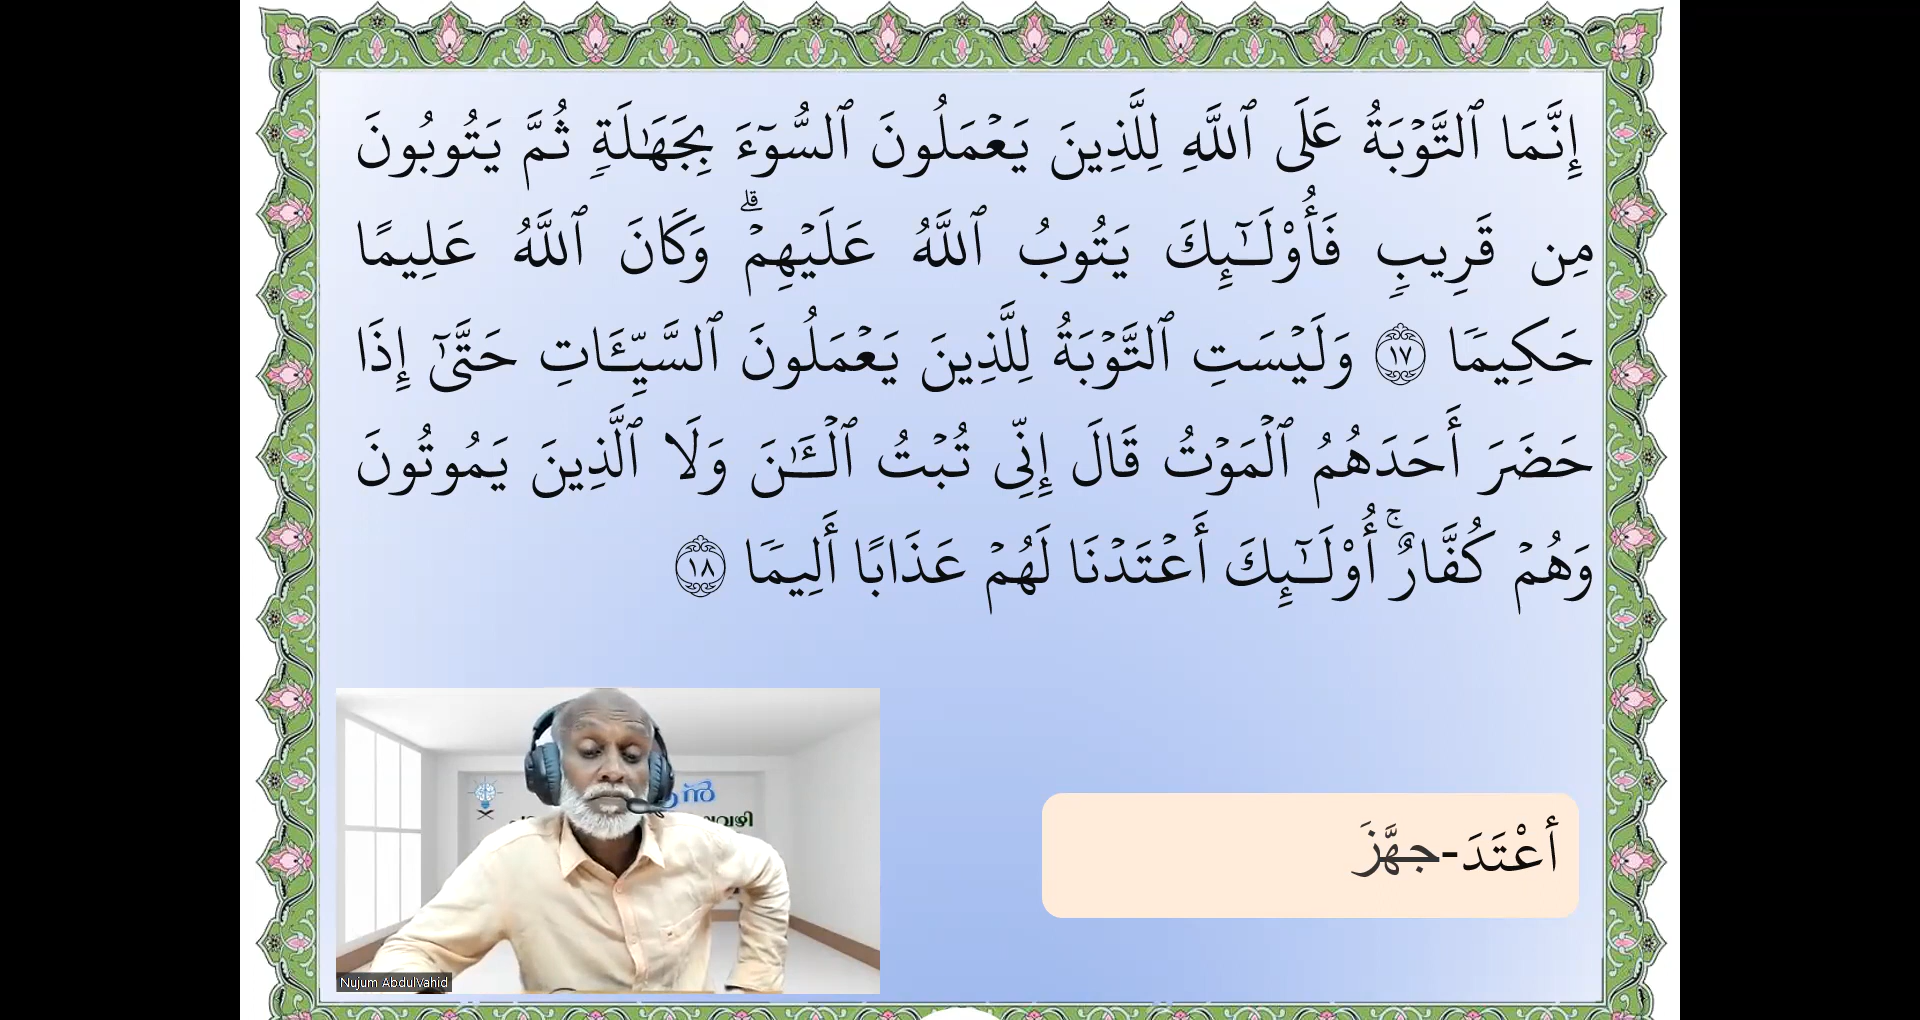 إِنَّمَا ٱلتَّوْبَةُ عَلَى ٱللَّهِ لِلَّذِينَ يَعْمَلُونَ ٱلسُّوٓءَ بِجَهَٰلَةٍ ثُمَّ يَتُوبُونَ
مِن قَرِيبٍ فَأُوْلَٰٓئِكَ يَتُوبُ ٱللَّهُ عَلَيْهِمْ ۗ وَكَانَ ٱللَّهُ عَلِيمًا
حَكِيمًا ١٧ وَلَيْسَتِ ٱلتَّوْبَةُ لِلَّذِينَ يَعْمَلُونَ ٱلسَّيِّـَٔاتِ حَتَّىٰٓ إِذَا
حَضَرَ أَحَدَهُمُ ٱلْمَوْتُ قَالَ إِنِّى تُبْتُ ٱلْـَٰٔنَ وَلَا ٱلَّذِينَ يَمُوتُونَ
وَهُمْ كُفَّارٌ ۚ أُوْلَٰٓئِكَ أَعْتَدْنَا لَهُمْ عَذَابًا أَلِيمًا ١٨
أَعْتَدَ-جهَّزَ
Nujum AbdulVahid